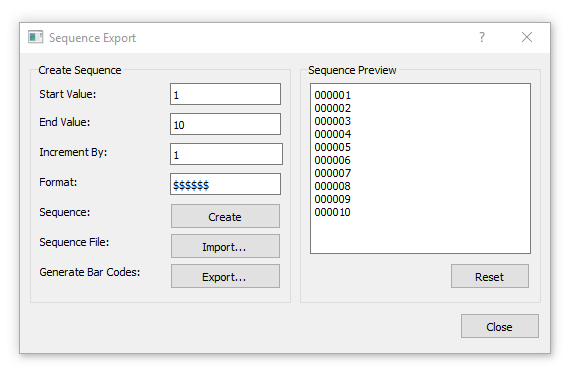 Sequence Export
Create Sequence
Start Value: 1
End Value: 10
Increment By: 1
Format: $$$$$$
Sequence: Create
Sequence File: Import...
Generate Bar Codes: Export...
Sequence Preview
000001
000002
000003
000004
000005
000006
000007
000008
000009
000010
Reset
Close